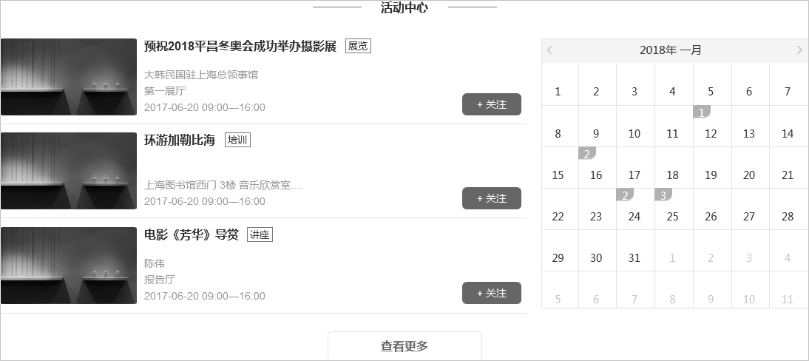 活动中心
预祝2018平昌冬奥会成功举办摄影展 展览
大韩民国驻上海总领事馆
第一展厅
2017-06-20 09:00—16:00
+ 关注
环游加勒比海 培训
上海图书馆西门 3楼 音乐欣赏室....
2017-06-20 09:00—16:00
+ 关注
电影《芳华》导赏 讲座
陈伟
报告厅
2017-06-20 09:00—16:00
+ 关注
查看更多
2018年 一月
1 2 3 4 5 6 7
1
8 9 10 11 12 13 14
2
15 16 17 18 19 20 21
2 3
22 23 24 25 26 27 28
29 30 31 1 2 3 4
5 6 7 8 9 10 11